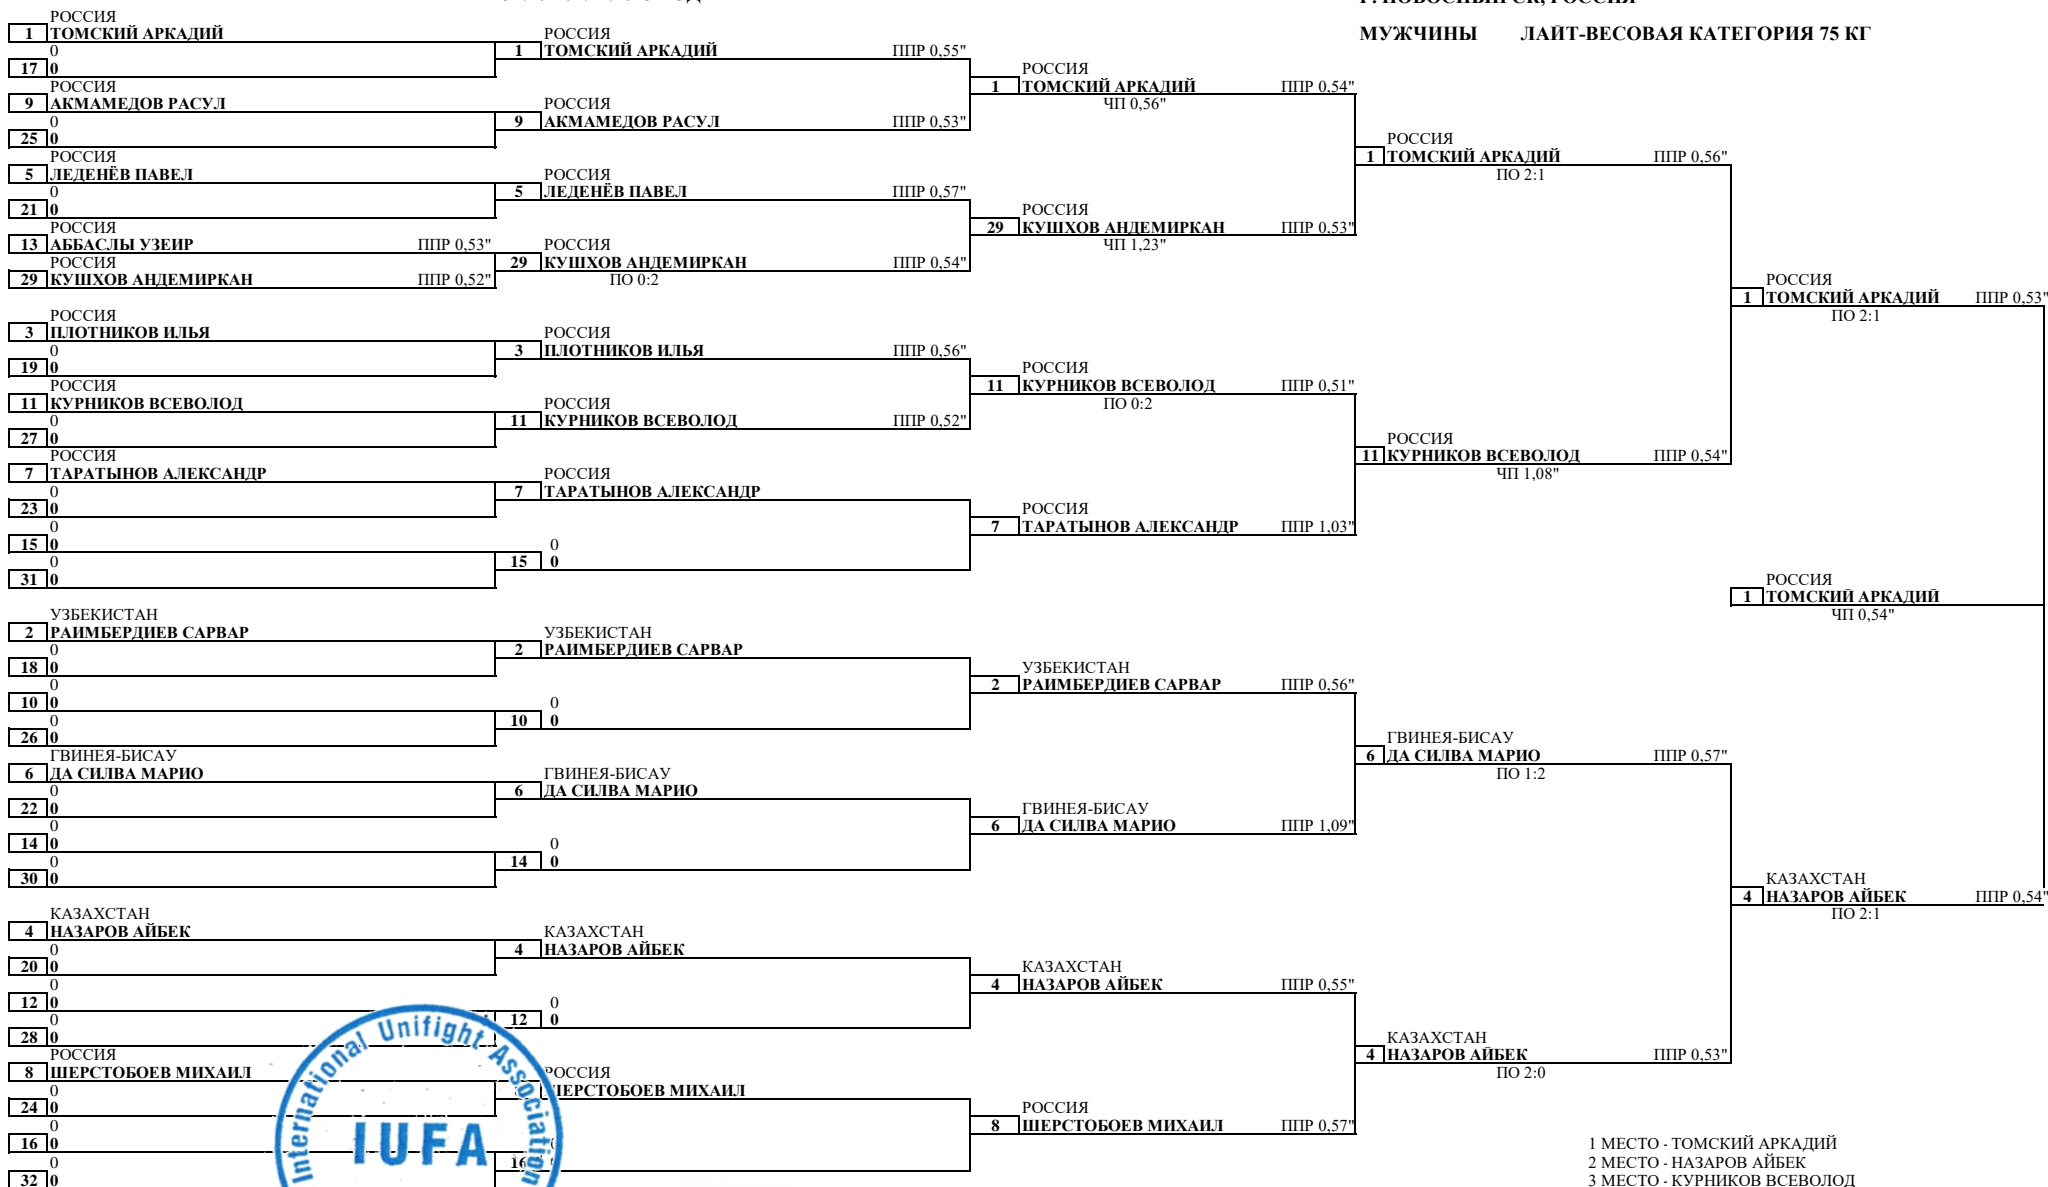 МУЖЧИНЫ ЛАЙТ-ВЕСОВАЯ КАТЕГОРИЯ 75 КГ
РОССИЯ
1 ТОМСКИЙ АРКАДИЙ
0
17 0
РОССИЯ
9 АКМАМЕДОВ РАСУЛ
0
25 0
РОССИЯ
5 ЛЕДЕНЁВ ПАВЕЛ
0
21 0
РОССИЯ
13 АББАСЛЫ УЗЕИР ППР 0,53"
РОССИЯ
29 КУШХОВ АНДЕМИРКАН ППР 0,52"
РОССИЯ
3 ПЛОТНИКОВ ИЛЬЯ
0
19 0
РОССИЯ
11 КУРНИКОВ ВСЕВОЛОД
0
27 0
РОССИЯ
7 ТАРАТЫНОВ АЛЕКСАНДР
0
23 0
0
15 0
0
31 0
УЗБЕКИСТАН
2 РАИМБЕРДИЕВ САРВАР
0
18 0
0
10 0
0
26 0
ГВИНЕЯ-БИСАУ
6 ДА СИЛВА МАРИО
0
22 0
0
14 0
0
30 0
КАЗАХСТАН
4 НАЗАРОВ АЙБЕК
0
20 0
0
12 0
0
28 0
РОССИЯ
8 ШЕРСТОБОЕВ МИХАИЛ
0
24 0
0
16 0
0
32 0
РОССИЯ
1 ТОМСКИЙ АРКАДИЙ ППР 0,55"
РОССИЯ
9 АКМАМЕДОВ РАСУЛ ППР 0,53"
РОССИЯ
5 ЛЕДЕНЁВ ПАВЕЛ ППР 0,57"
РОССИЯ
29 КУШХОВ АНДЕМИРКАН ППР 0,54"
ПО 0:2
РОССИЯ
3 ПЛОТНИКОВ ИЛЬЯ ППР 0,56"
РОССИЯ
11 КУРНИКОВ ВСЕВОЛОД ППР 0,52"
РОССИЯ
7 ТАРАТЫНОВ АЛЕКСАНДР
0
15 0
УЗБЕКИСТАН
2 РАИМБЕРДИЕВ САРВАР
0
10 0
ГВИНЕЯ-БИСАУ
6 ДА СИЛВА МАРИО
0
14 0
КАЗАХСТАН
4 НАЗАРОВ АЙБЕК
0
12 0
РОССИЯ
ШЕРСТОБОЕВ МИХАИЛ
16
РОССИЯ
1 ТОМСКИЙ АРКАДИЙ ППР 0,54"
ЧП 0,56"
РОССИЯ
29 КУШХОВ АНДЕМИРКАН ППР 0,53"
ЧП 1,23"
РОССИЯ
11 КУРНИКОВ ВСЕВОЛОД ППР 0,51"
ПО 0:2
РОССИЯ
7 ТАРАТЫНОВ АЛЕКСАНДР ППР 1,03"
УЗБЕКИСТАН
2 РАИМБЕРДИЕВ САРВАР ППР 0,56"
ГВИНЕЯ-БИСАУ
6 ДА СИЛВА МАРИО ППР 1,09"
КАЗАХСТАН
4 НАЗАРОВ АЙБЕК ППР 0,55"
РОССИЯ
8 ШЕРСТОБОЕВ МИХАИЛ ППР 0,57"
РОССИЯ
1 ТОМСКИЙ АРКАДИЙ ППР 0,56"
ПО 2:1
РОССИЯ
11 КУРНИКОВ ВСЕВОЛОД ППР 0,54"
ЧП 1,08"
ГВИНЕЯ-БИСАУ
6 ДА СИЛВА МАРИО ППР 0,57"
ПО 1:2
КАЗАХСТАН
4 НАЗАРОВ АЙБЕК ППР 0,53"
ПО 2:0
РОССИЯ
1 ТОМСКИЙ АРКАДИЙ ППР 0,53"
ПО 2:1
РОССИЯ
1 ТОМСКИЙ АРКАДИЙ
ЧП 0,54"
КАЗАХСТАН
4 НАЗАРОВ АЙБЕК ППР 0,54"
ПО 2:1
International Unifight Association
IUFA
1 МЕСТО - ТОМСКИЙ АРКАДИЙ
2 МЕСТО - НАЗАРОВ АЙБЕК
3 МЕСТО - КУРНИКОВ ВСЕВОЛОД